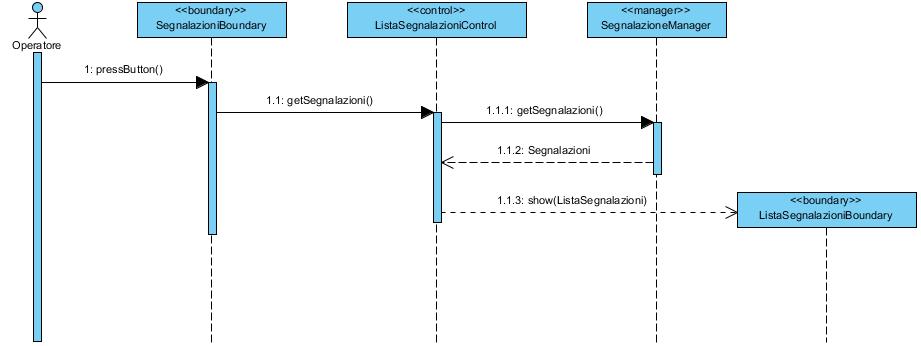 <<boundary>>
SegnalazioniBoundary
<<control>>
ListaSegnalazioniControl
<<manager>>
SegnalazioneManager
Operatore
1: pressButton()
1.1: getSegnalazioni()
1.1.1: getSegnalazioni()
1.1.2: Segnalazioni
1.1.3: show(ListaSegnalazioni)
<<boundary>>
ListaSegnalazioniBoundary